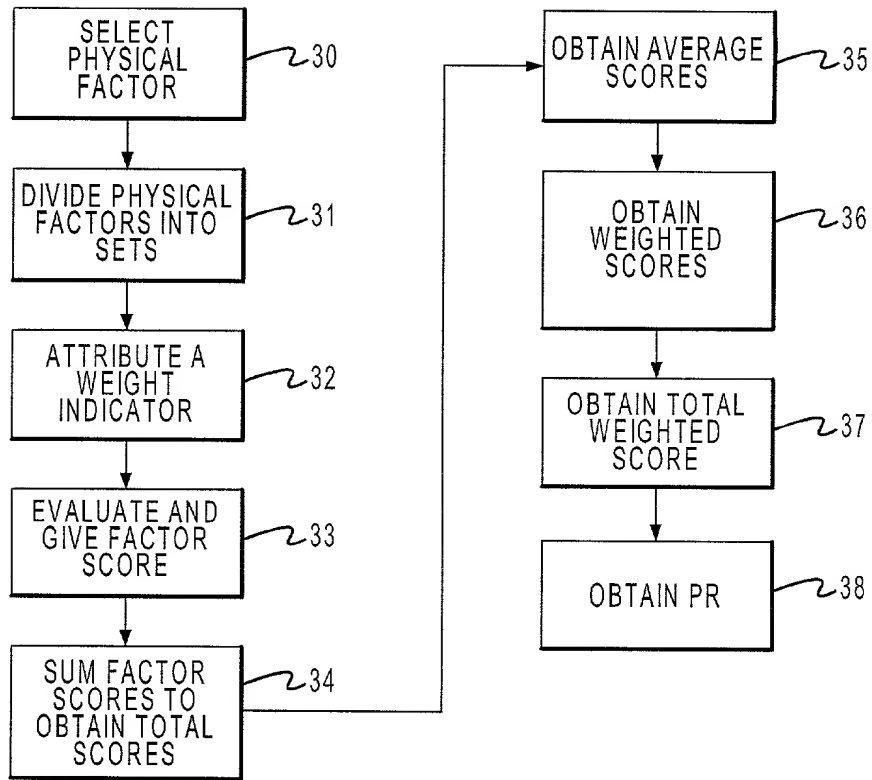 SELECT
PHYSICAL
FACTOR
30
DIVIDE PHYSICAL
FACTORS INTO
SETS
31
ATTRIBUTE A
WEIGHT
INDICATOR
32
EVALUATE AND
GIVE FACTOR
SCORE
33
SUM FACTOR
SCORES TO
OBTAIN TOTAL
SCORES
34
OBTAIN AVERAGE
SCORES
35
OBTAIN
WEIGHTED
SCORES
36
OBTAIN TOTAL
WEIGHTED
SCORE
37
OBTAIN PR
38